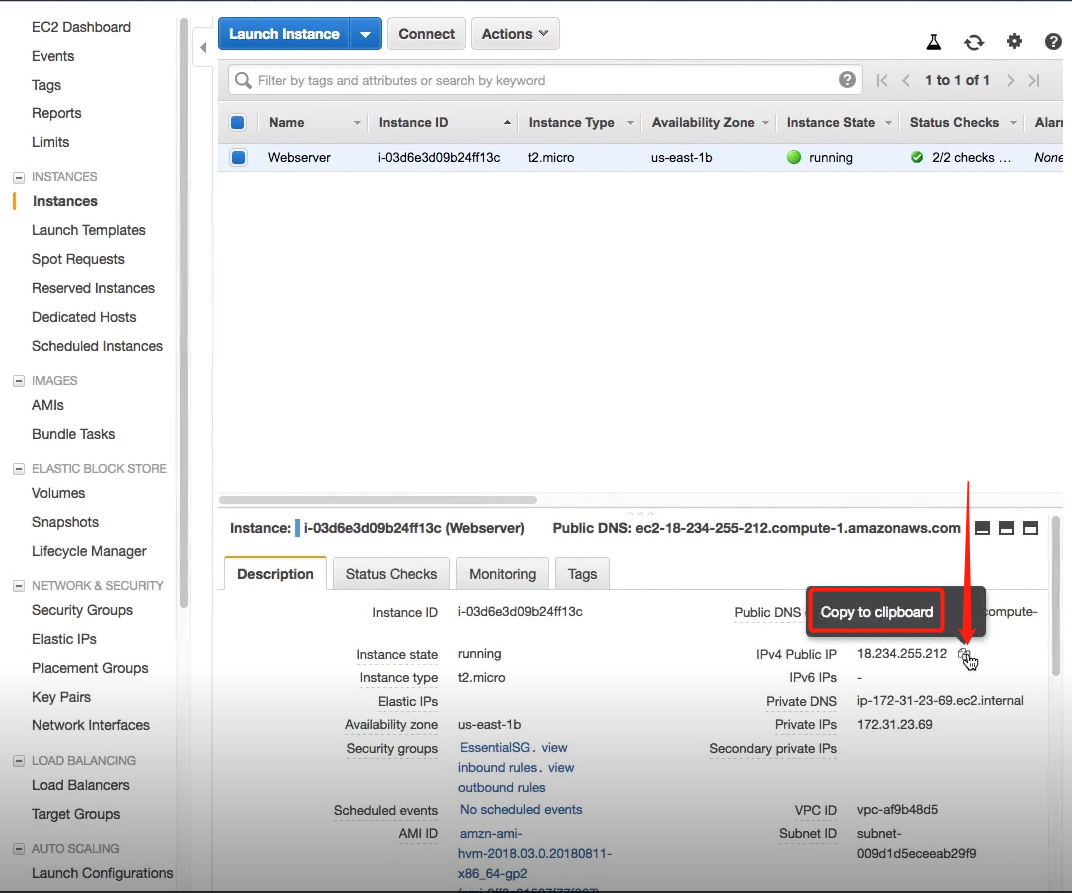 EC2 Dashboard
Events
Tags
Reports
Limits
INSTANCES
Instances
Launch Templates
Spot Requests
Reserved Instances
Dedicated Hosts
Scheduled Instances
IMAGES
AMIs
Bundle Tasks
ELASTIC BLOCK STORE
Volumes
Snapshots
Lifecycle Manager
NETWORK & SECURITY
Security Groups
Elastic IPs
Placement Groups
Key Pairs
Network Interfaces
LOAD BALANCING
Load Balancers
Target Groups
AUTO SCALING
Launch Configurations
Launch Instance Connect Actions
Filter by tags and attributes or search by keyword 1 to 1 of 1
Name Instance ID Instance Type Availability Zone Instance State Status Checks Alarr
Webserver i-03d6e3d09b24ff13c t2.micro us-east-1b running 2/2 checks … None
Instance: i-03d6e3d09b24ff13c (Webserver) Public DNS: ec2-18-234-255-212.compute-1.amazonaws.com
Description Status Checks Monitoring Tags
Instance ID i-03d6e3d09b24ff13c
Instance state running
Instance type t2.micro
Elastic IPs
Availability zone us-east-1b
Security groups EssentialSG. view
inbound rules. view
outbound rules
Scheduled events No scheduled events
AMI ID amzn-ami-
hvm-2018.03.0.20180811-
x86_64-gp2
Public DNS compute-
Copy to clipboard
IPv4 Public IP 18.234.255.212
IPv6 IPs -
Private DNS ip-172-31-23-69.ec2.internal
Private IPs 172.31.23.69
Secondary private IPs
VPC ID vpc-af9b48d5
Subnet ID subnet-
009d1d5eceeab29f9